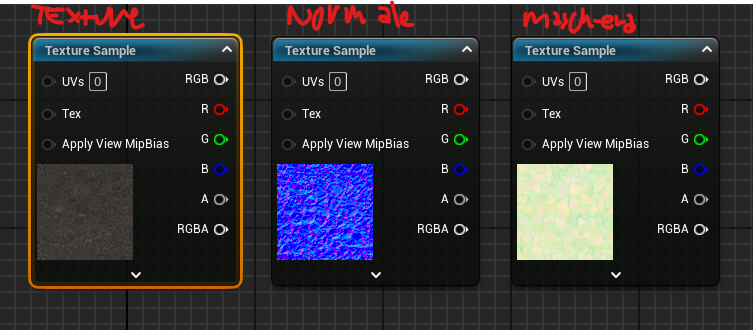 Texture
Normale
Texture Sample
Texture Sample
Texture Sample
UVs 0
RGB
UVs 0
RGB
UVs 0
RGB
Tex
R
Tex
R
Tex
R
Apply View MipBias
G
Apply View MipBias
G
Apply View MipBias
G
B
B
B
A
A
A
RGBA
RGBA
RGBA